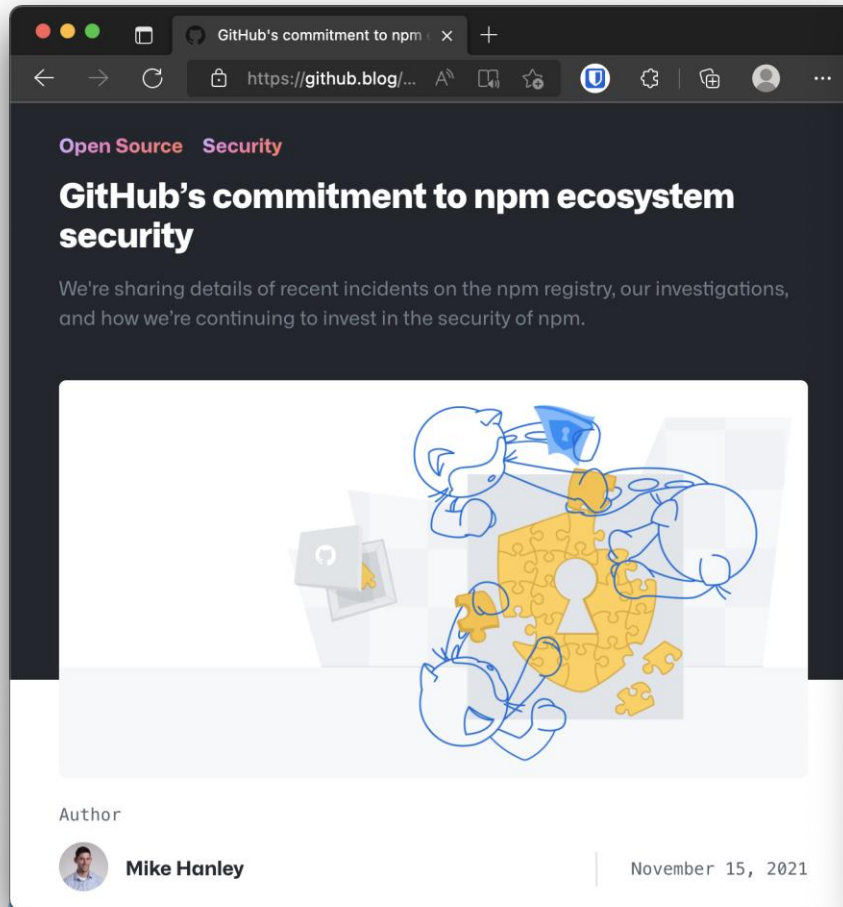 GitHub's commitment to npm
https://github.blog/...
Open Source Security
GitHub’s commitment to npm ecosystem
security
We're sharing details of recent incidents on the npm registry, our investigations,
and how we’re continuing to invest in the security of npm.
Author
Mike Hanley
November 15, 2021